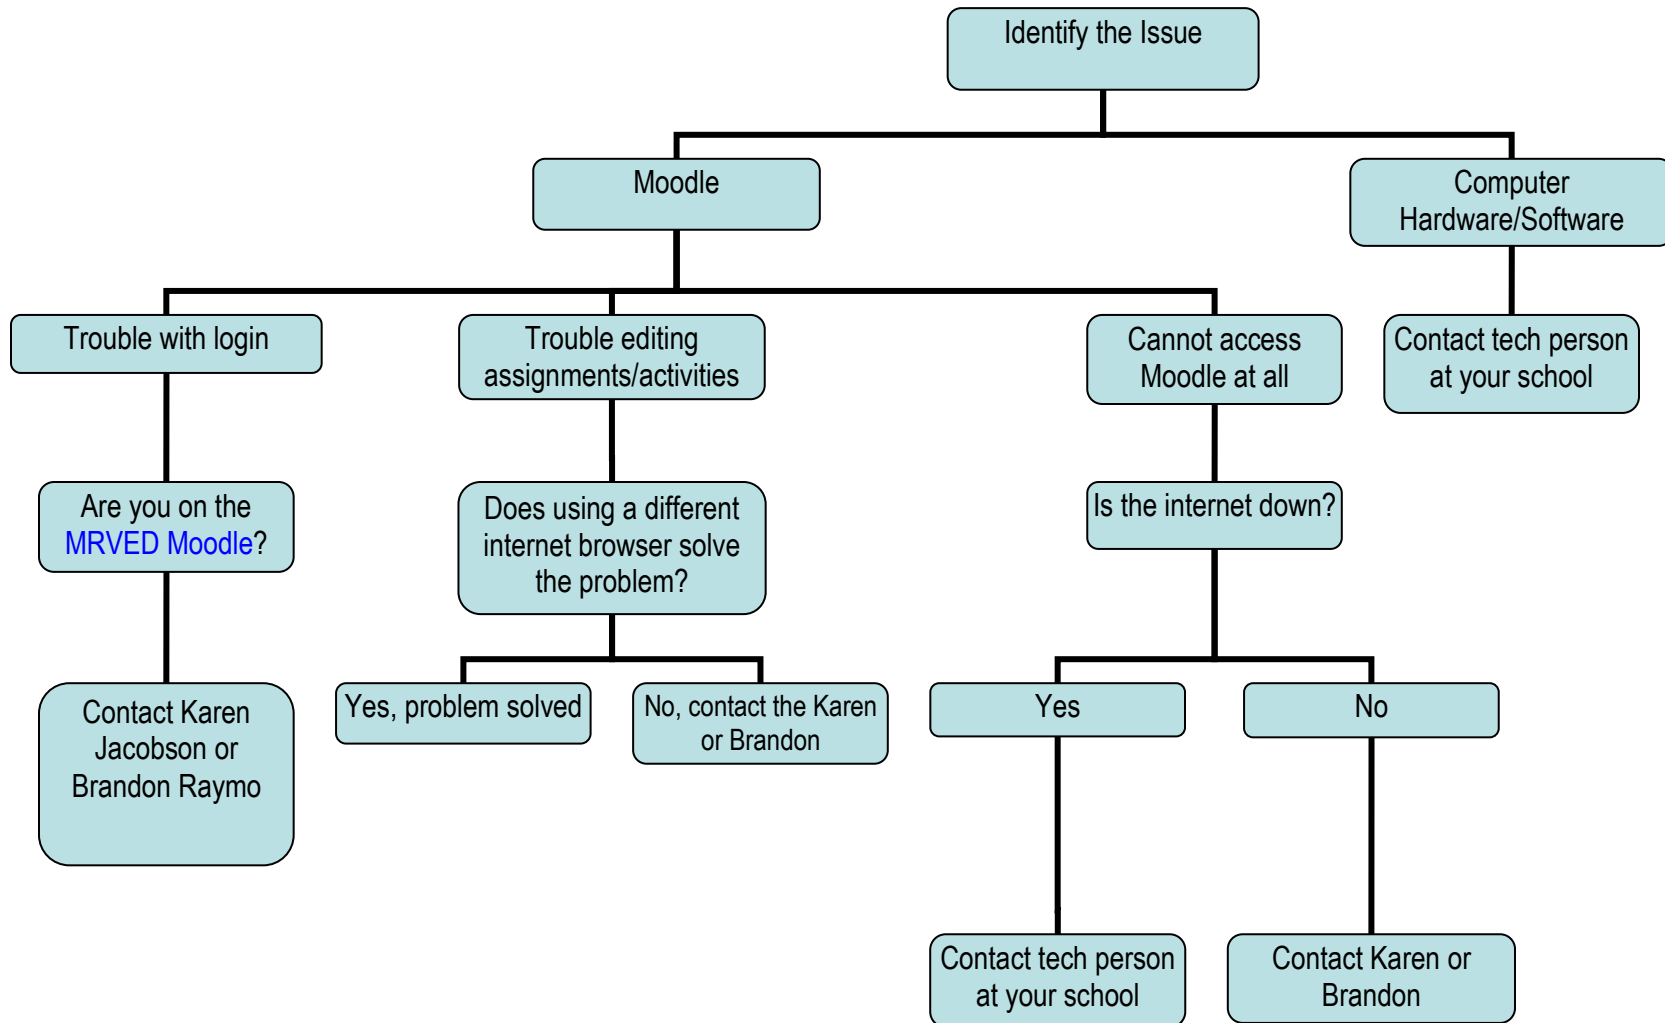 Identify the Issue
Moodle
Computer
Hardware/Software
Trouble with login
Trouble editing
assignments/activities
Cannot access
Moodle at all
Contact tech person
at your school
Are you on the
MRVED Moodle?
Does using a different
internet browser solve
the problem?
Is the internet down?
Contact Karen
Jacobson or
Brandon Raymo
Yes, problem solved
No, contact the Karen
or Brandon
Yes
No
Contact tech person
at your school
Contact Karen or
Brandon